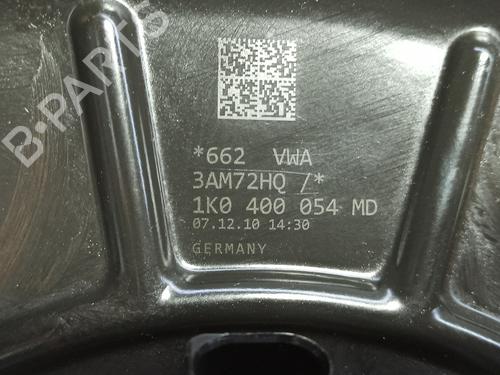 *662 VWA
3AM72HQ /*
1K0 400 054 MD
07.12.10 14:30
GERMANY
B-PARTS